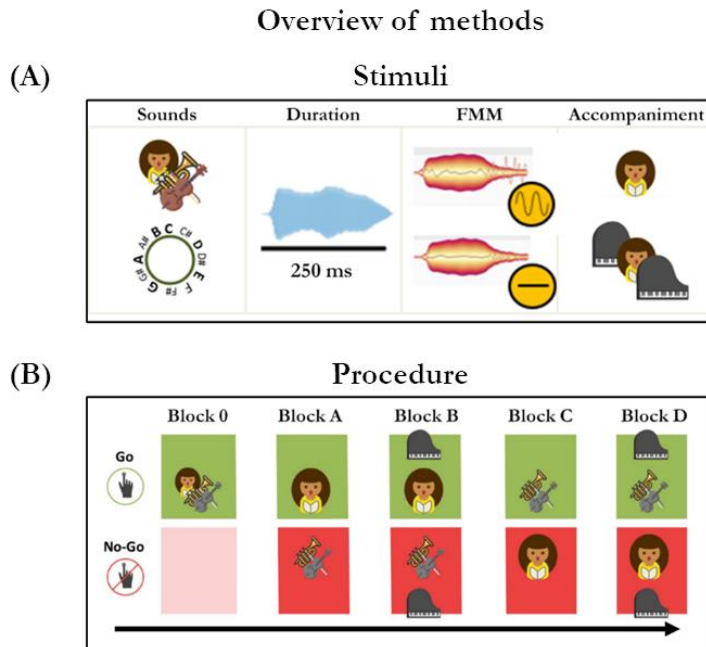 Overview of methods
(A) Stimuli
Sounds Duration FMM Accompaniment
A A# B C C# D D# E F F# G G#
250 ms
(B) Procedure
Block 0 Block A Block B Block C Block D
Go
No-Go